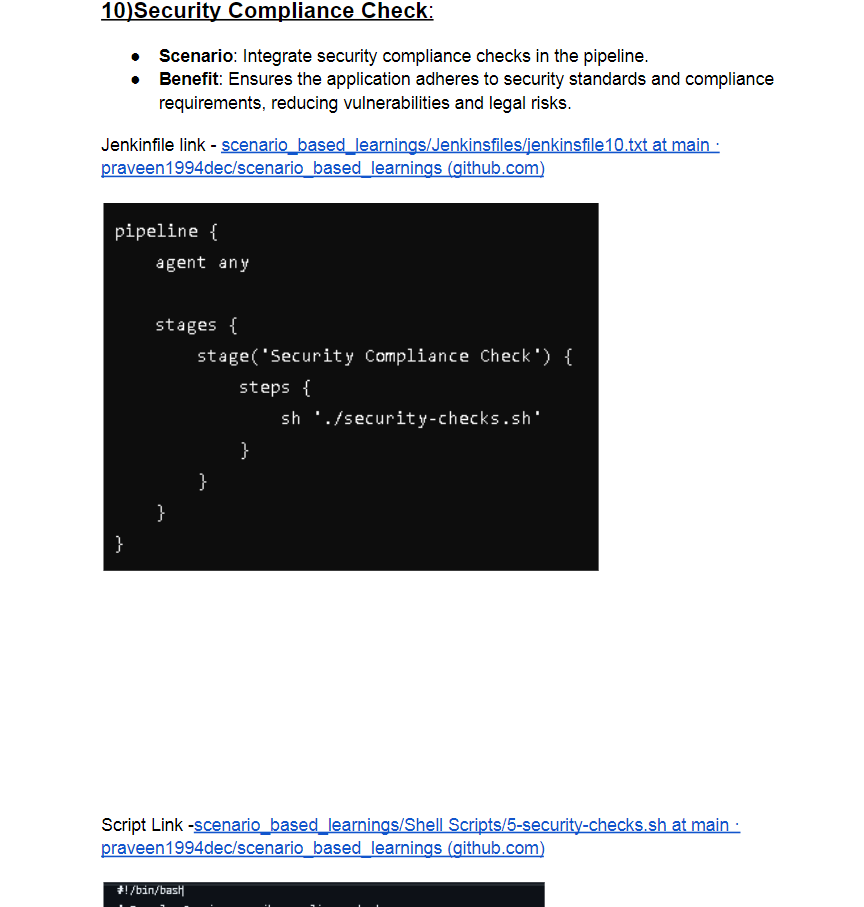 10)Security Compliance Check:
● Scenario: Integrate security compliance checks in the pipeline.
● Benefit: Ensures the application adheres to security standards and compliance
requirements, reducing vulnerabilities and legal risks.
Jenkinfile link - scenario_based_learnings/Jenkinsfiles/jenkinsfile10.txt at main ·
praveen1994dec/scenario_based_learnings (github.com)
pipeline {
    agent any
    stages {
        stage('Security Compliance Check') {
            steps {
                sh './security-checks.sh'
            }
        }
    }
}
Script Link -scenario_based_learnings/Shell Scripts/5-security-checks.sh at main ·
praveen1994dec/scenario_based_learnings (github.com)
#!/bin/bash